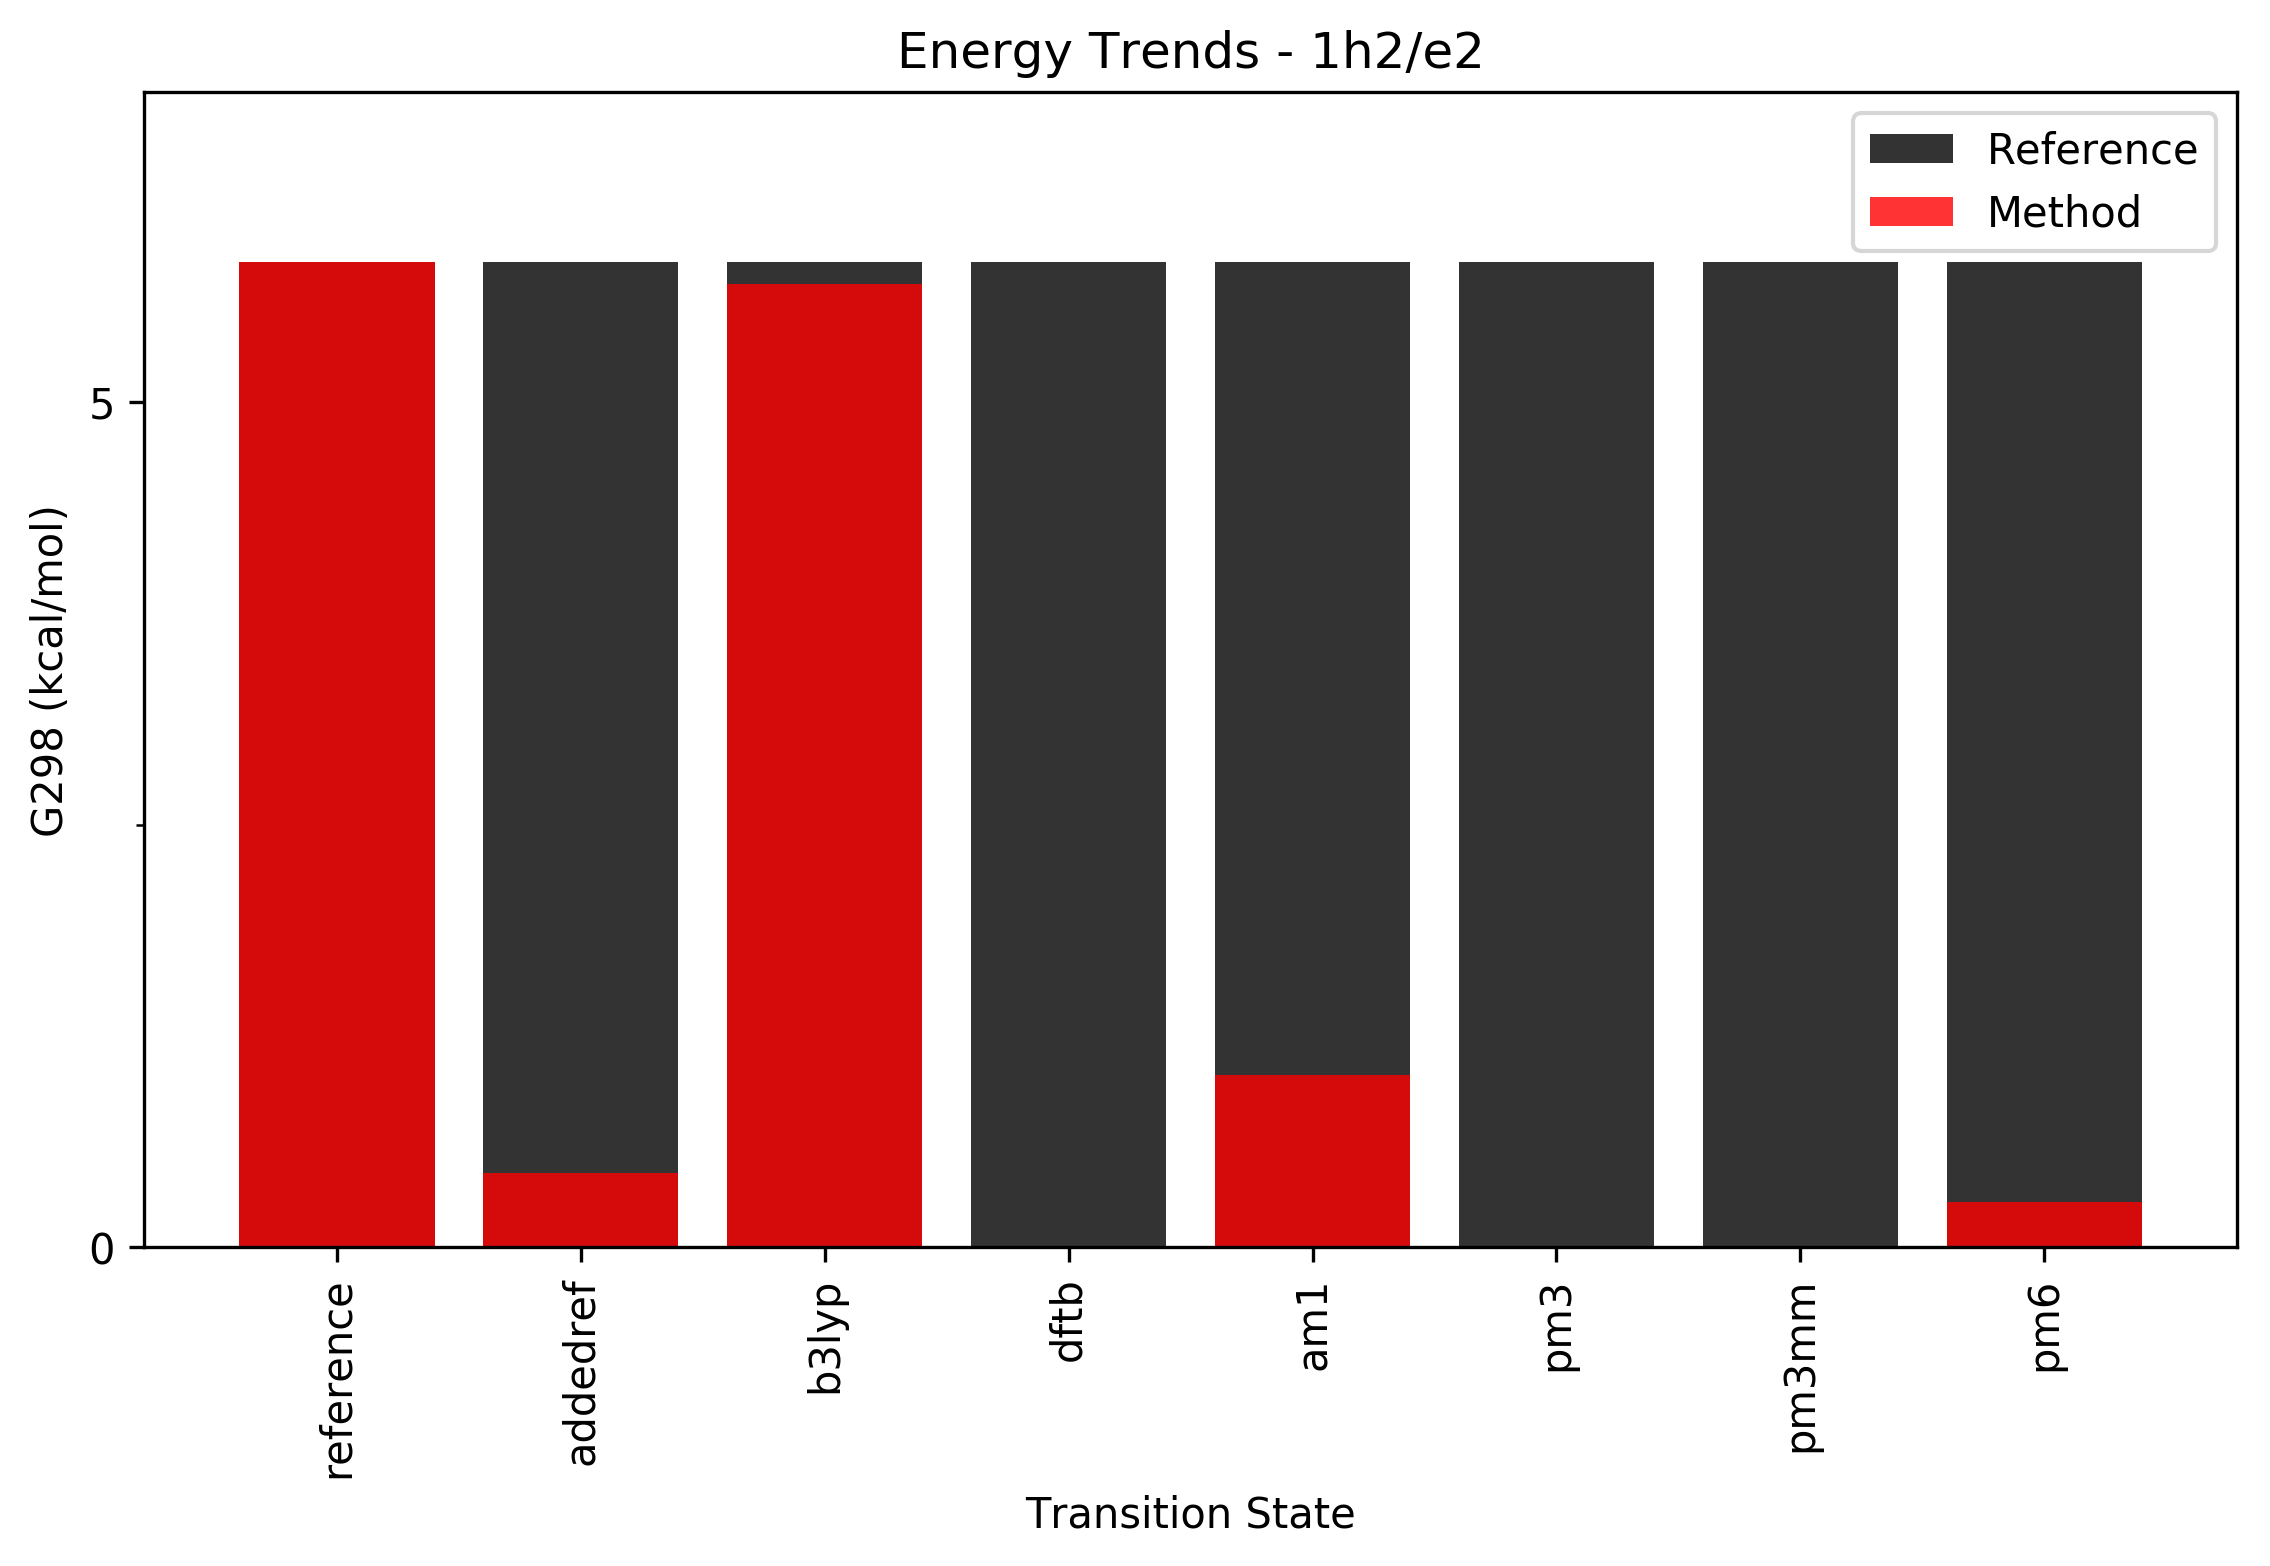 Energy Trends - 1h2/e2
Reference
Method
G298 (kcal/mol)
5
0
reference
addedref
b3lyp
dftb
am1
pm3
pm3mm
pm6
Transition State